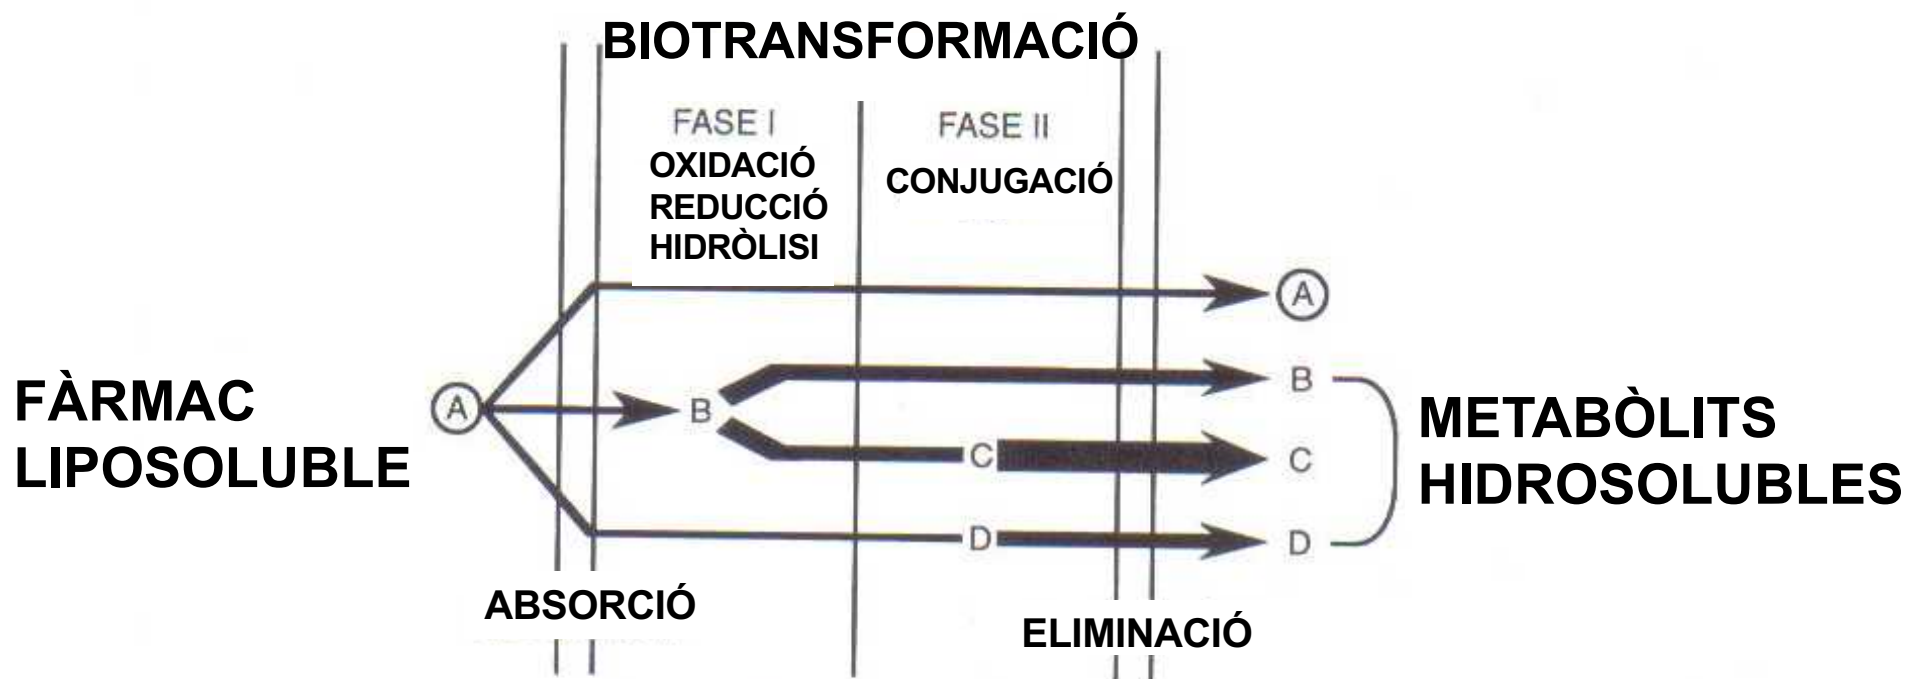 BIOTRANSFORMACIÓ
FASE I
OXIDACIÓ
REDUCCIÓ
HIDRÒLISI
FASE II
CONJUGACIÓ
A
B
C
D
FÀRMAC
LIPOSOLUBLE
A
B
C
D
A
METABÒLITS
HIDROSOLUBLES
ABSORCIÓ
ELIMINACIÓ